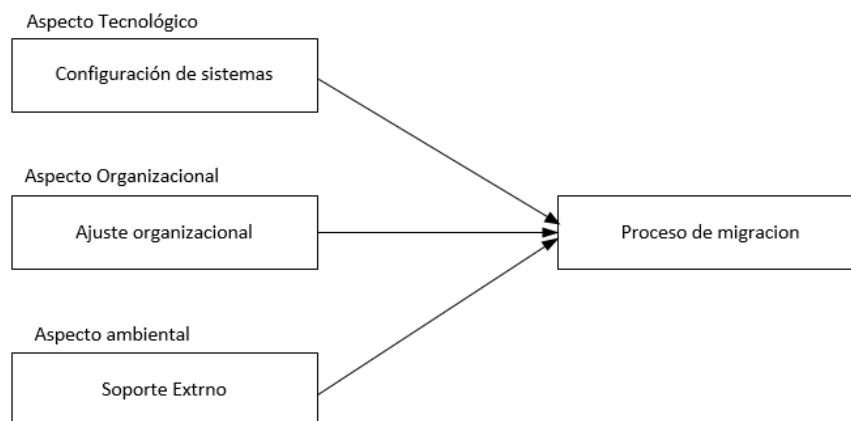 Aspecto Tecnológico
Configuración de sistemas
Aspecto Organizacional
Ajuste organizacional
Proceso de migracion
Aspecto ambiental
Soporte Extrno